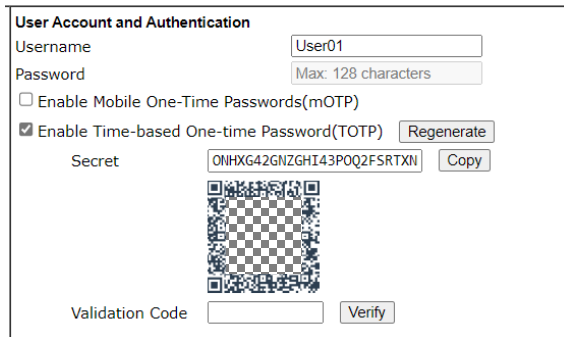 User Account and Authentication
Username User01
Password Max: 128 characters
Enable Mobile One-Time Passwords(mOTP)
Enable Time-based One-time Password(TOTP) Regenerate
Secret ONHXG42GNZGHI43POQ2FSRTXN Copy
Validation Code Verify